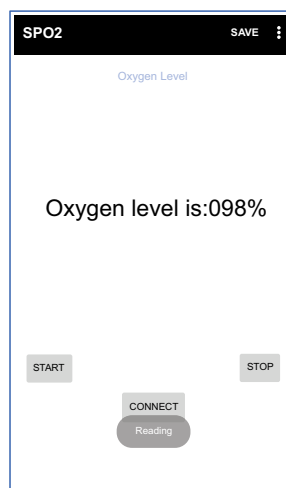 SPO2 SAVE
Oxygen Level
Oxygen level is:098%
START STOP
CONNECT
Reading